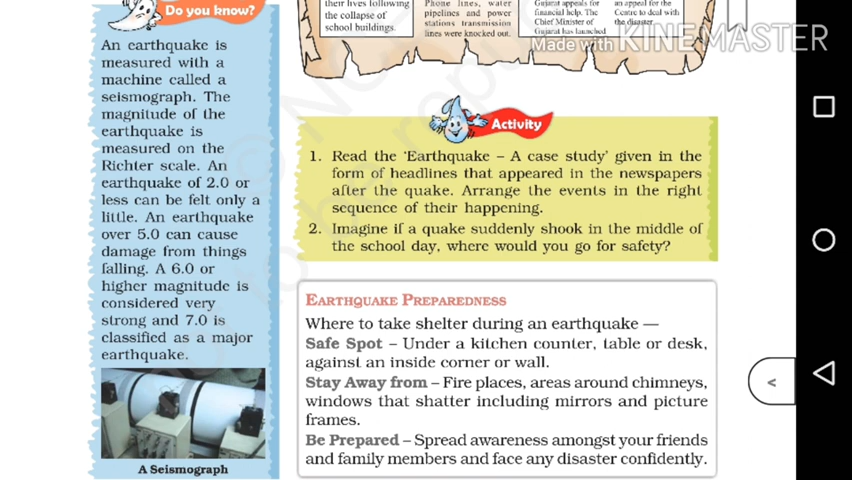 Do you know?
An earthquake is
measured with a
machine called a
seismograph. The
magnitude of the
earthquake is
measured on the
Richter scale. An
earthquake of 2.0 or
less can be felt only a
little. An earthquake
over 5.0 can cause
damage from things
falling. A 6.0 or
higher magnitude is
considered very
strong and 7.0 is
classified as a major
earthquake.
A Seismograph
their lives following
the collapse of
school buildings.
Phone lines, water
pipelines and power
stations transmission
lines were knocked out.
Gujarat appeals for
financial help. The
Chief Minister of
Gujarat has launched
an appeal for the
Centre to deal with
the disaster.
Made with KINEMASTER
Activity
1. Read the 'Earthquake – A case study' given in the
form of headlines that appeared in the newspapers
after the quake. Arrange the events in the right
sequence of their happening.
2. Imagine if a quake suddenly shook in the middle of
the school day, where would you go for safety?
EARTHQUAKE PREPAREDNESS
Where to take shelter during an earthquake —
Safe Spot – Under a kitchen counter, table or desk,
against an inside corner or wall.
Stay Away from – Fire places, areas around chimneys,
windows that shatter including mirrors and picture
frames.
Be Prepared – Spread awareness amongst your friends
and family members and face any disaster confidently.